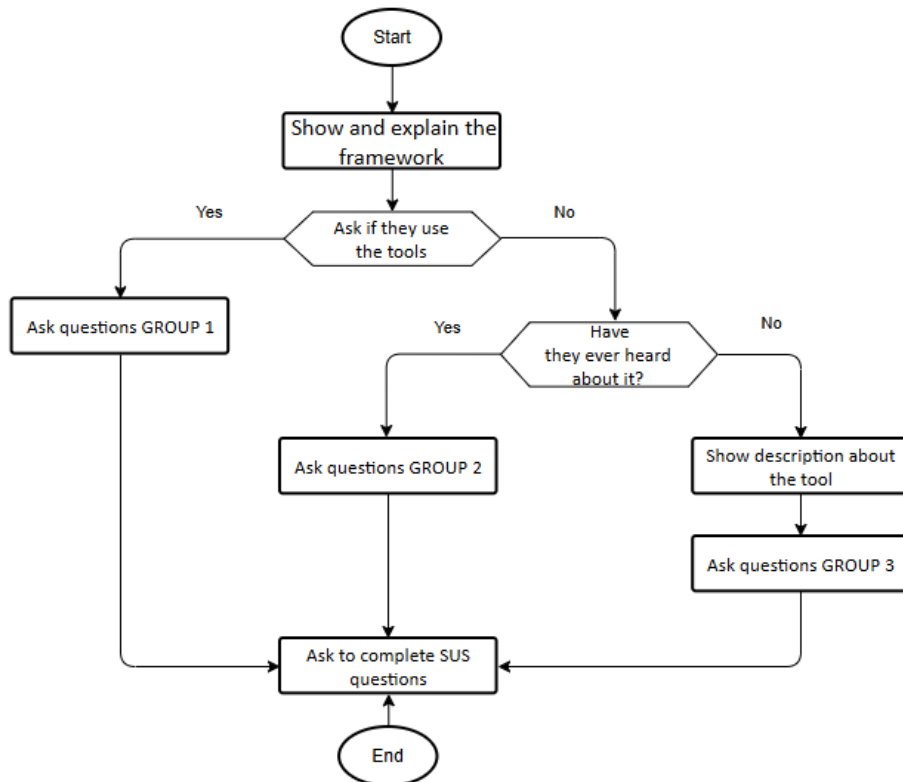 Start
Show and explain the
framework
Yes
No
Ask if they use
the tools
Ask questions GROUP 1
Yes
No
Have
they ever heard
about it?
Ask questions GROUP 2
Show description about
the tool
Ask questions GROUP 3
Ask to complete SUS
questions
End